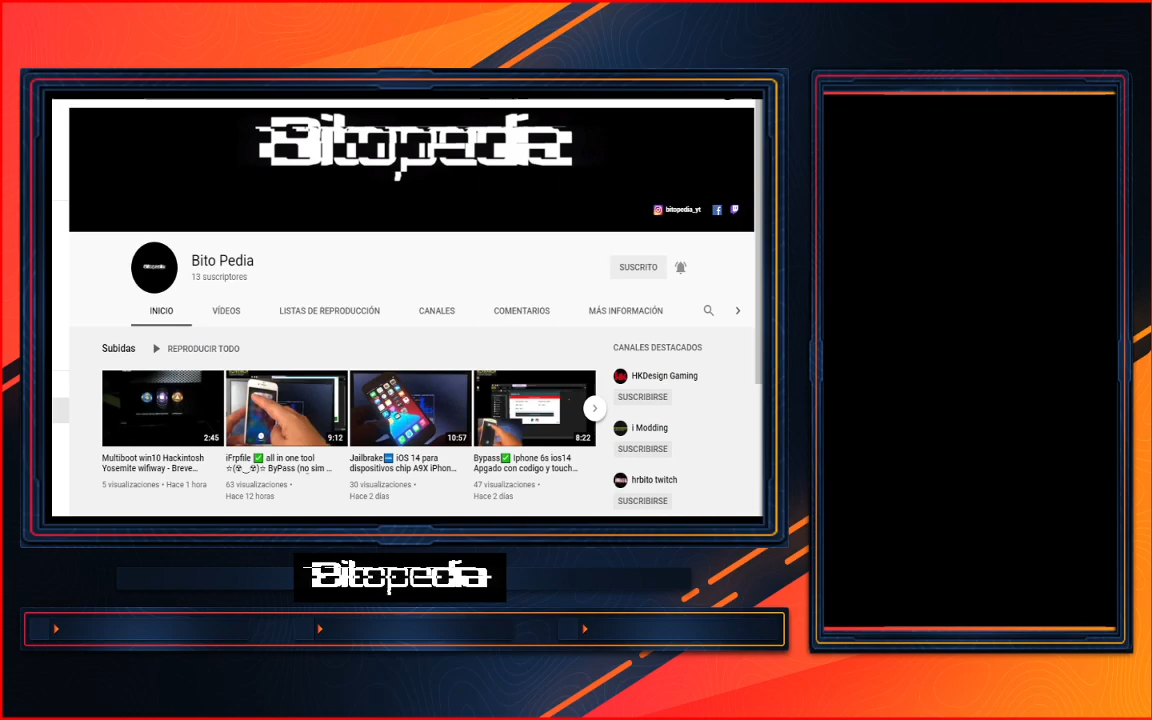 Bitopedia
bitopedia_yt
Bito Pedia
13 suscriptores
SUSCRITO
INICIO VÍDEOS LISTAS DE REPRODUCCIÓN CANALES COMENTARIOS MÁS INFORMACIÓN
Subidas REPRODUCIR TODO
2:45
Multiboot win10 Hackintosh
Yosemite wifiway - Breve...
5 visualizaciones • Hace 1 hora
9:12
iFrpfile ✅ all in one tool
☆(☢‿☢)☆ ByPass (no sim ...
63 visualizaciones •
Hace 12 horas
10:57
Jailbreak🔤 iOS 14 para
dispositivos chip A9X iPhon...
30 visualizaciones •
Hace 2 días
8:22
Bypass✅ Iphone 6s ios14
Apgado con codigo y touch...
47 visualizaciones •
Hace 2 días
CANALES DESTACADOS
HKDesign Gaming
SUSCRIBIRSE
i Modding
SUSCRIBIRSE
hrbito twitch
SUSCRIBIRSE
Bitopedia